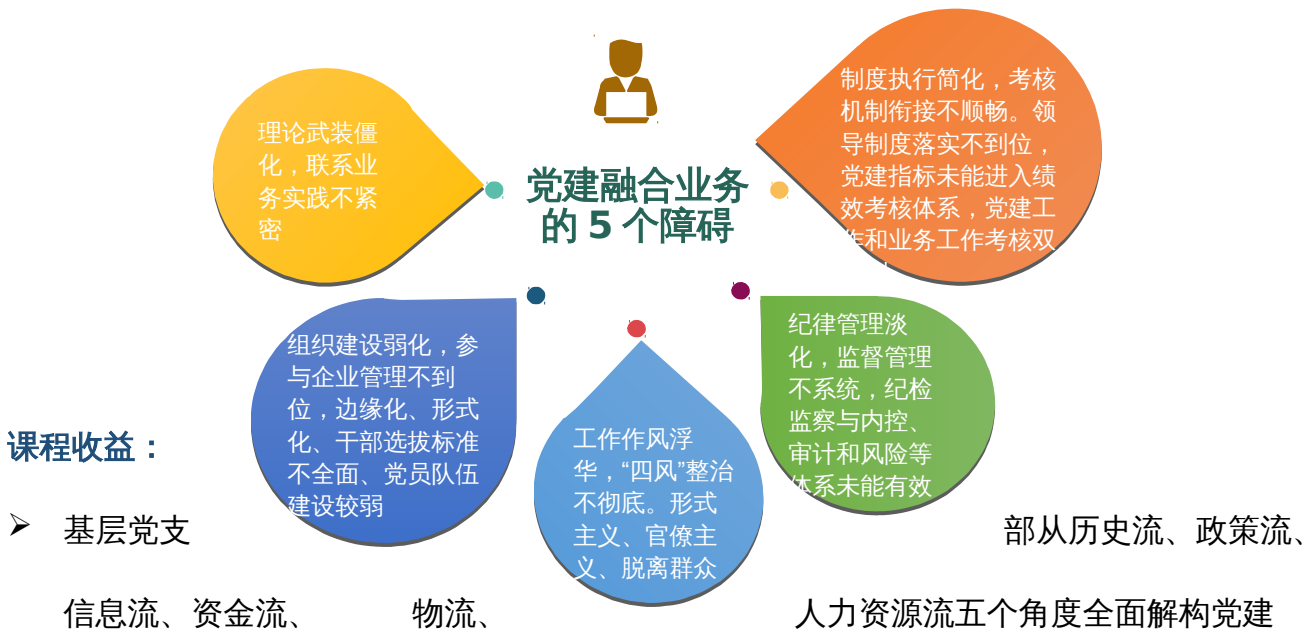 理论武装僵
化，联系业
务实践不紧
密
党建融合业务
的 5 个障碍
制度执行简化，考核
机制衔接不顺畅。领
导制度落实不到位，
党建指标未能进入绩
效考核体系，党建工
作和业务工作考核双
组织建设弱化，参
与企业管理不到
位，边缘化、形式
化、干部选拔标准
不全面、党员队伍
建设较弱
工作作风浮
华，“四风”整治
不彻底。形式
主义、官僚主
义、脱离群众
纪律管理淡
化，监督管理
不系统，纪检
监察与内控、
审计和风险等
体系未能有效
课程收益：
➢ 基层党支 部从历史流、政策流、
信息流、资金流、 物流、 人力资源流五个角度全面解构党建